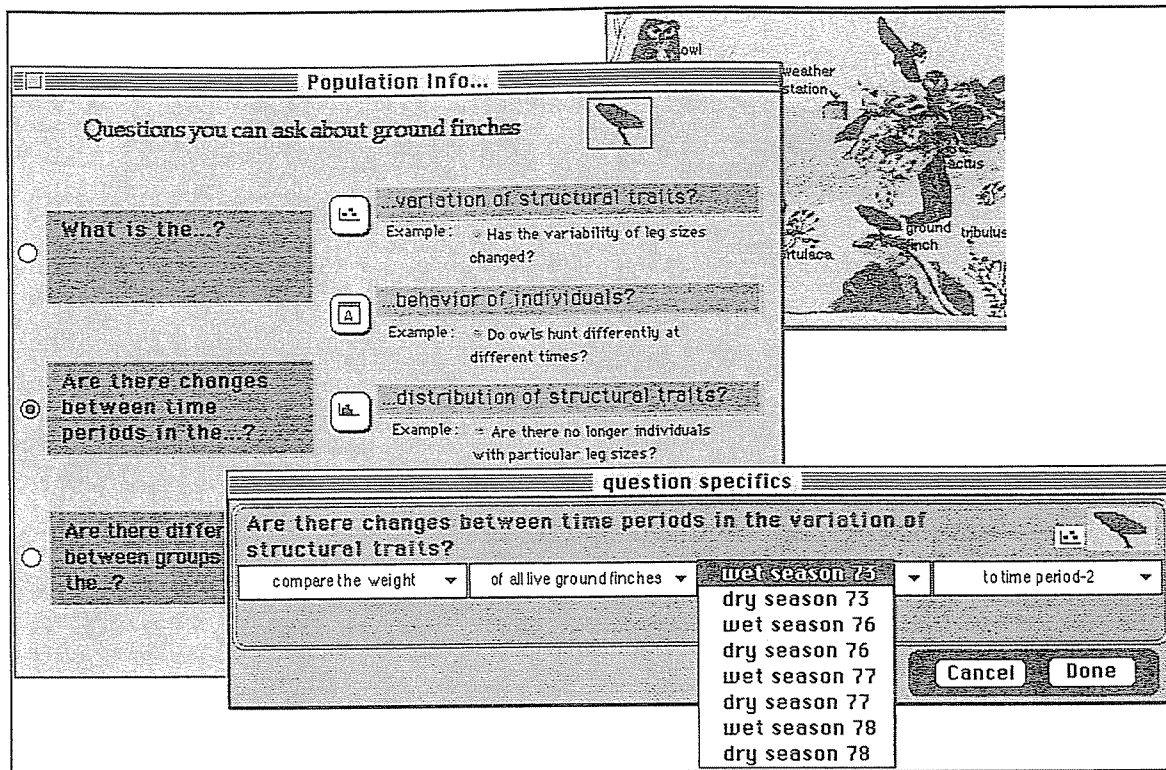 owl
weather
station
ground
finch
tribulus
Population Info...
Questions you can ask about ground finches
What is the...?
...variation of structural traits?
Example: Has the variability of leg sizes
changed?
...behavior of individuals?
Example: Do owls hunt differently at
different times?
Are there changes
between time
periods in the...?
...distribution of structural traits?
Example: Are there no longer individuals
with particular leg sizes?
Are there differ
between groups
the...?
question specifics
Are there changes between time periods in the variation of
structural traits?
compare the weight
of all live ground finches
wet season 73
dry season 73
wet season 76
dry season 76
wet season 77
dry season 77
wet season 78
dry season 78
to time period-2
Cancel
Done